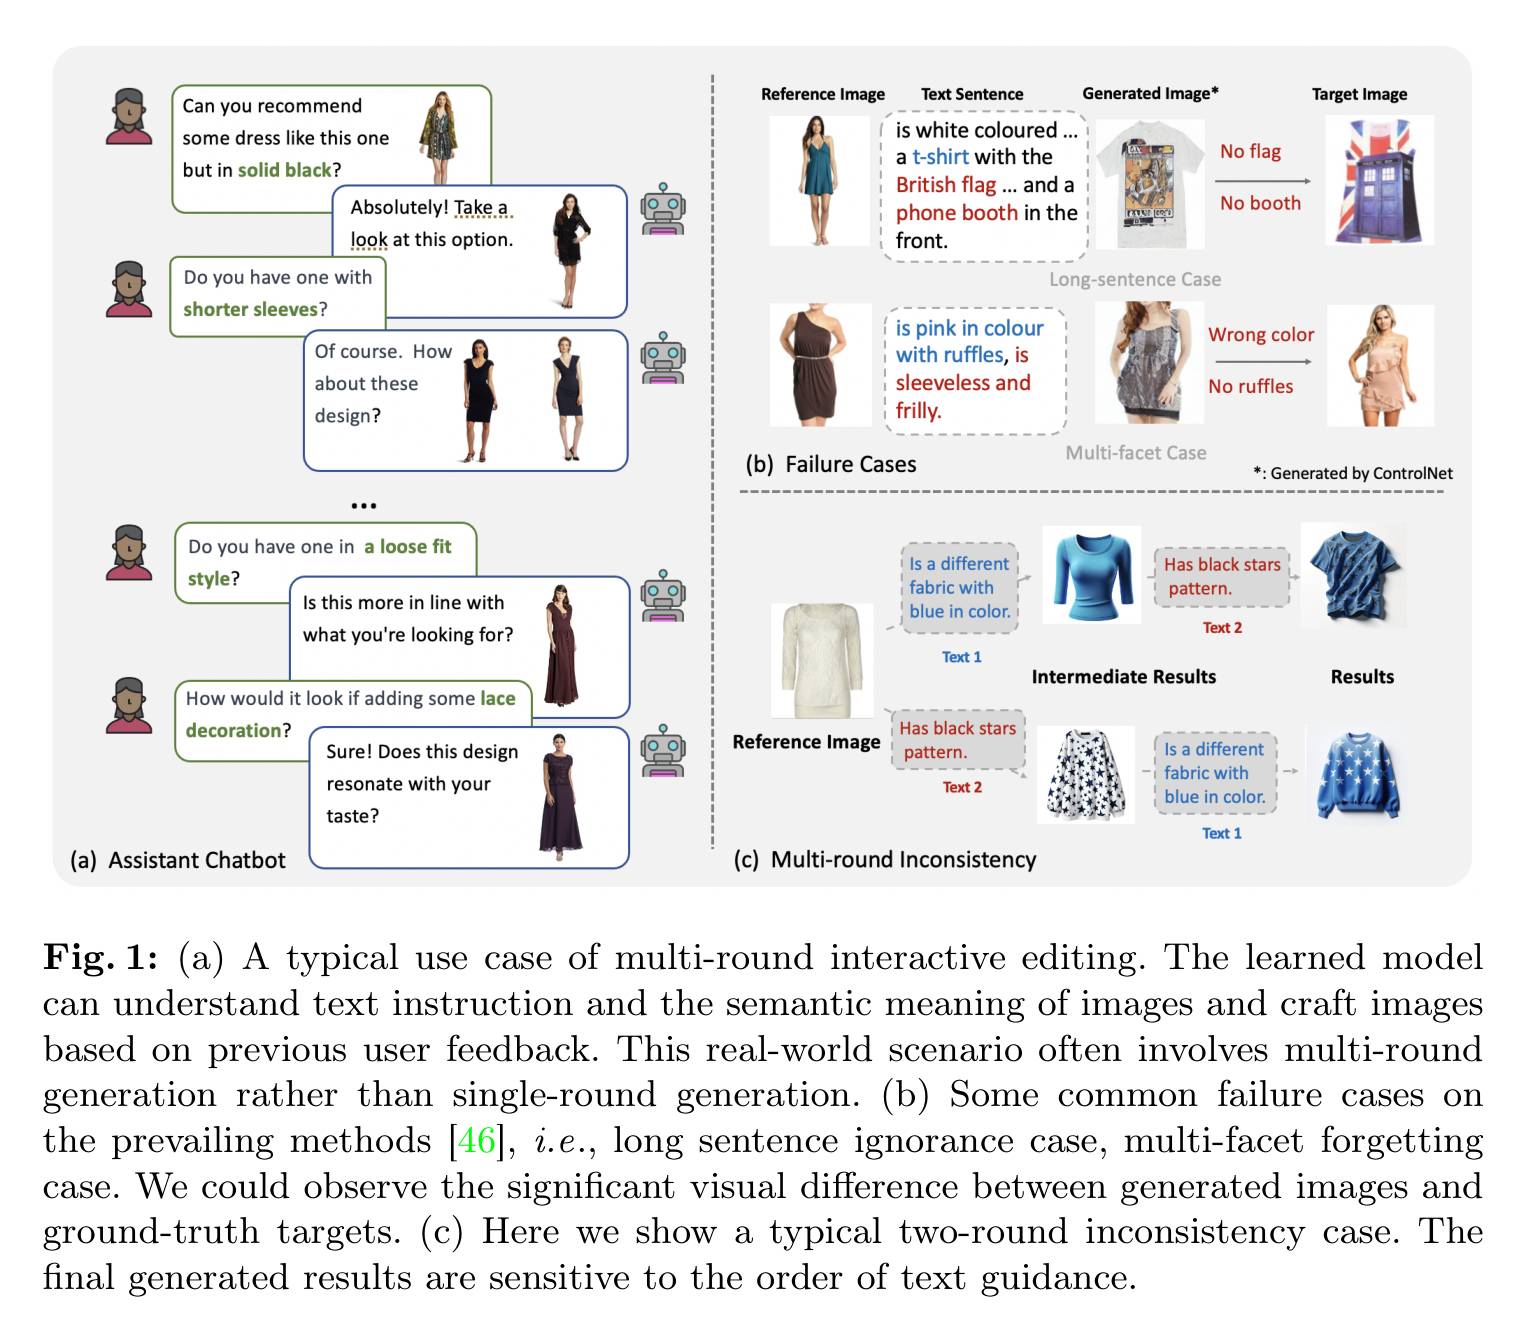 Can you recommend
some dress like this one
but in solid black?
Absolutely! Take a
look at this option.
Do you have one with
shorter sleeves?
Of course. How
about these
design?
...
Do you have one in a loose fit
style?
Is this more in line with
what you're looking for?
How would it look if adding some lace
decoration?
Sure! Does this design
resonate with your
taste?
(a) Assistant Chatbot
Reference Image Text Sentence Generated Image* Target Image
is white coloured ...
a t-shirt with the
British flag ... and a
phone booth in the
front.
No flag
No booth
Long-sentence Case
is pink in colour
with ruffles, is
sleeveless and
frilly.
Wrong color
No ruffles
Multi-facet Case
(b) Failure Cases
*: Generated by ControlNet
Is a different
fabric with
blue in color.
Text 1
Has black stars
pattern.
Text 2
Intermediate Results
Results
Reference Image
Has black stars
pattern.
Text 2
Is a different
fabric with
blue in color.
Text 1
(c) Multi-round Inconsistency
Fig. 1: (a) A typical use case of multi-round interactive editing. The learned model
can understand text instruction and the semantic meaning of images and craft images
based on previous user feedback. This real-world scenario often involves multi-round
generation rather than single-round generation. (b) Some common failure cases on
the prevailing methods [46], i.e., long sentence ignorance case, multi-facet forgetting
case. We could observe the significant visual difference between generated images and
ground-truth targets. (c) Here we show a typical two-round inconsistency case. The
final generated results are sensitive to the order of text guidance.